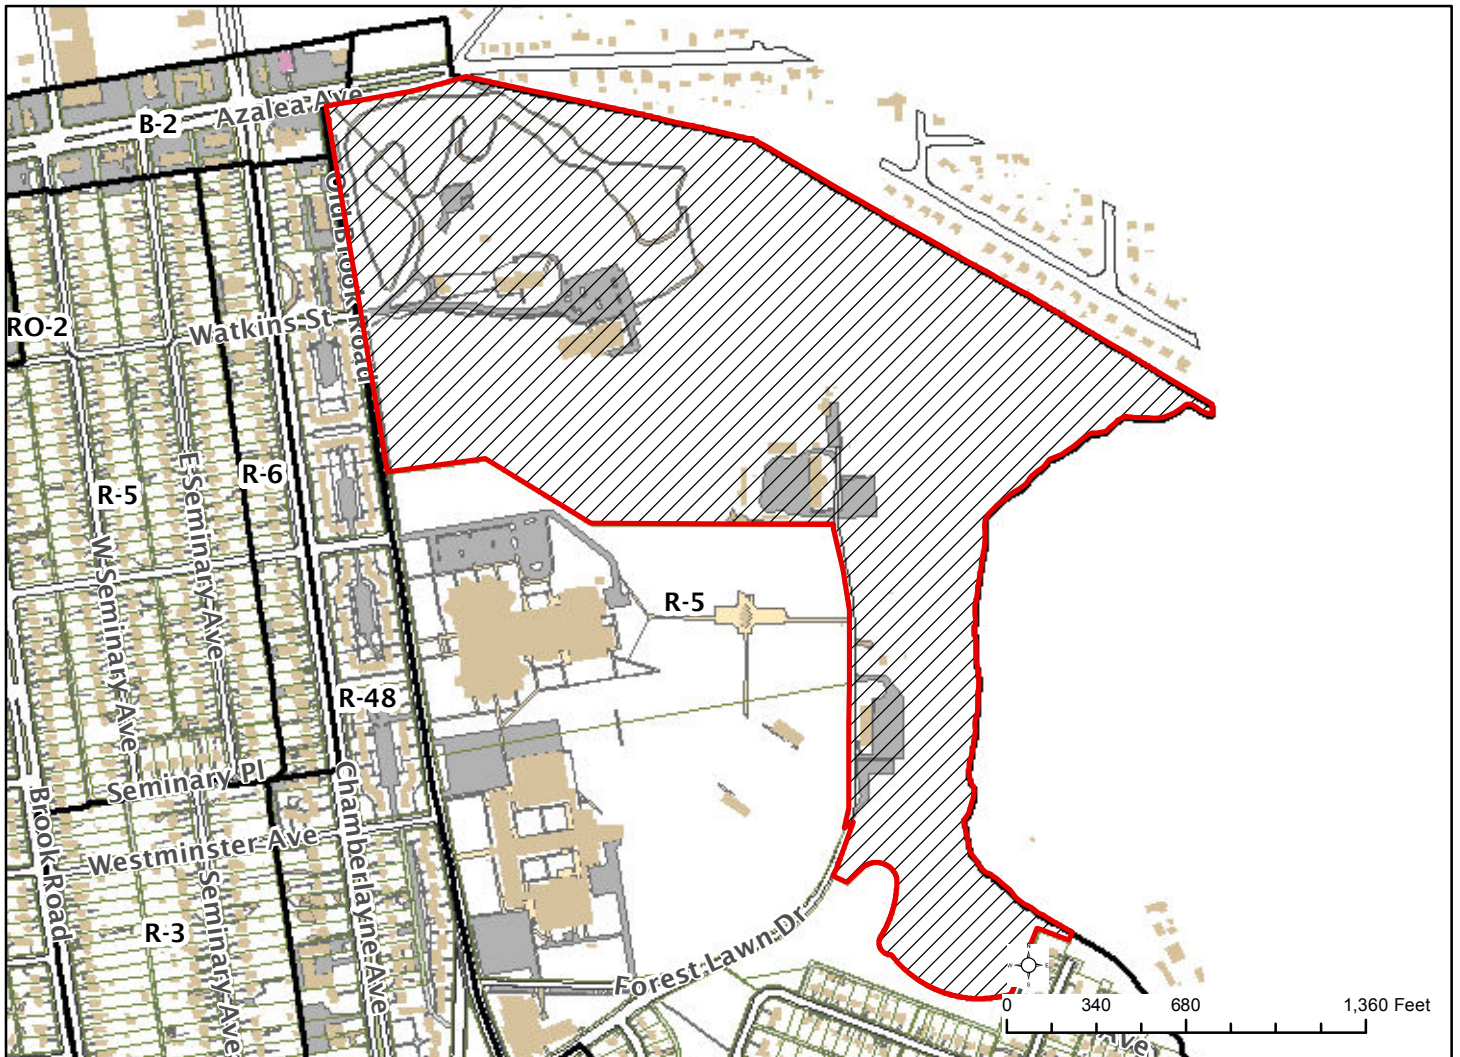 Azalea Ave
B-2
Old Brook Road
RO-2
Watkins St
R-5
R-6
E Seminary Ave
W Seminary Ave
R-5
R-48
Seminary Pl
Chamberlayne Ave
Brook Road
Westminster Ave
Seminary Ave
R-3
Forest Lawn Dr
N
W E
S
0 340 680 1,360 Feet
Ave